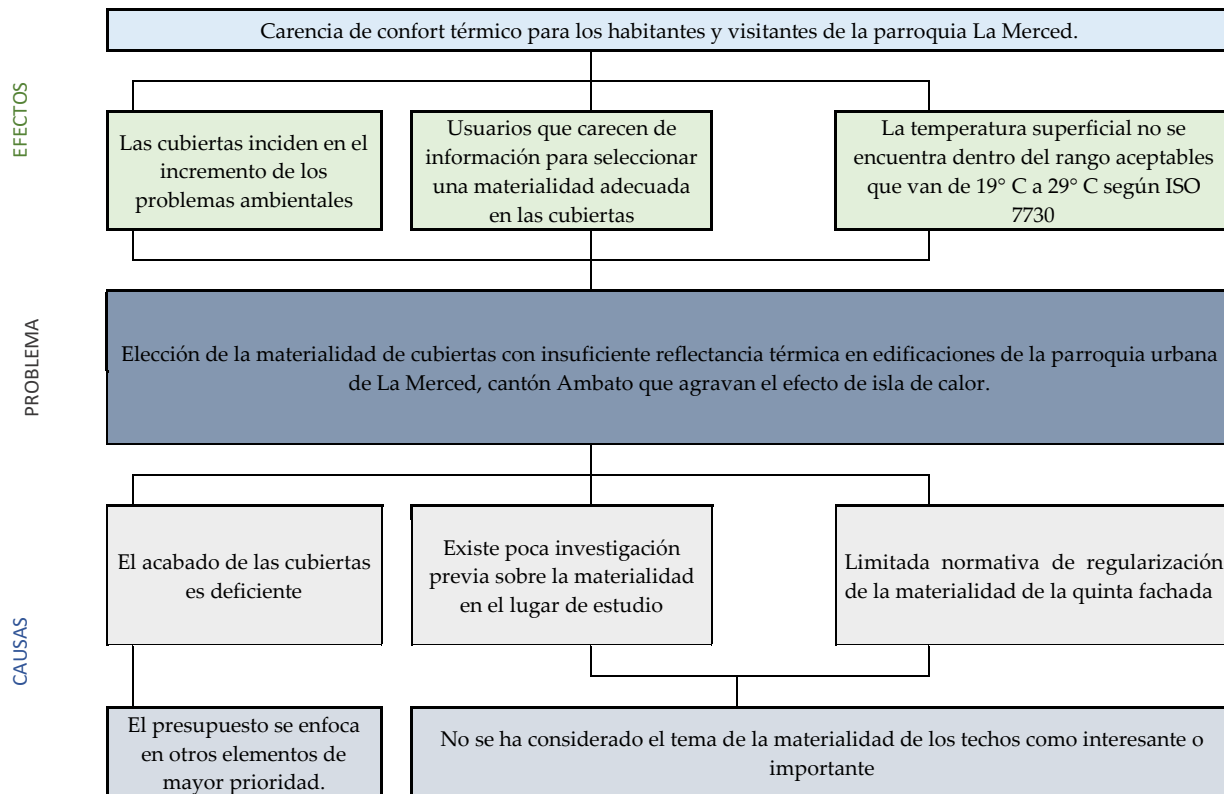 Carencia de confort térmico para los habitantes y visitantes de la parroquia La Merced.
EFECTOS
Las cubiertas inciden en el
incremento de los
problemas ambientales
Usuarios que carecen de
información para seleccionar
una materialidad adecuada
en las cubiertas
La temperatura superficial no se
encuentra dentro del rango aceptables
que van de 19° C a 29° C según ISO
7730
PROBLEMA
Elección de la materialidad de cubiertas con insuficiente reflectancia térmica en edificaciones de la parroquia urbana
de La Merced, cantón Ambato que agravan el efecto de isla de calor.
CAUSAS
El acabado de las cubiertas
es deficiente
Existe poca investigación
previa sobre la materialidad
en el lugar de estudio
Limitada normativa de regularización
de la materialidad de la quinta fachada
El presupuesto se enfoca
en otros elementos de
mayor prioridad.
No se ha considerado el tema de la materialidad de los techos como interesante o
importante